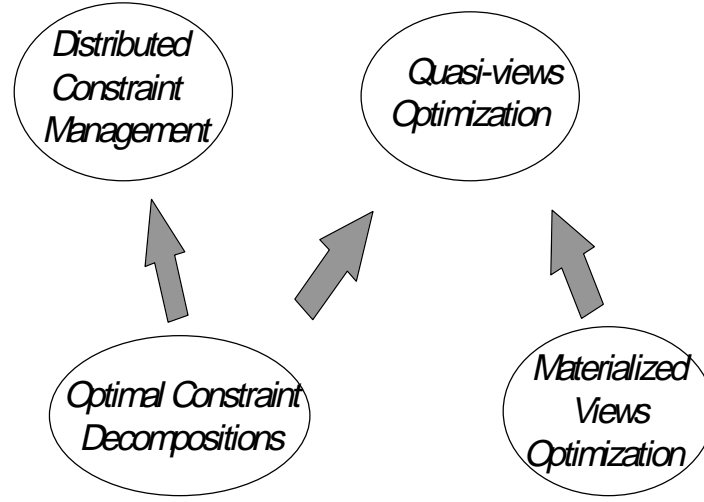 Distributed
Constraint
Management
Quasi-views
Optimization
Optimal Constraint
Decompositions
Materialized
Views
Optimization